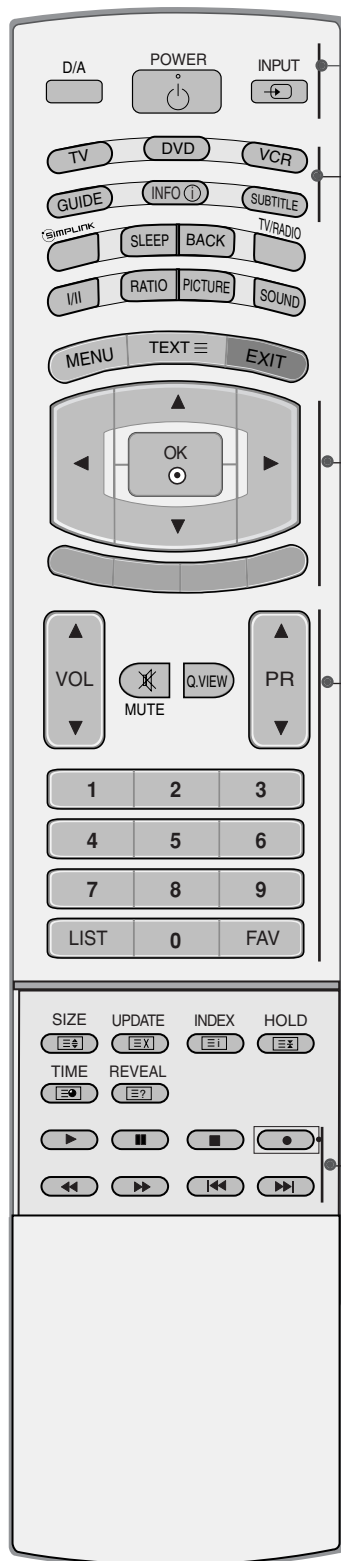 D/A POWER INPUT
TV DVD VCR
GUIDE INFO i SUBTITLE
SIMPLINK SLEEP BACK TV/RADIO
I/II RATIO PICTURE SOUND
MENU TEXT EXIT
OK
VOL MUTE Q.VIEW PR
1 2 3
4 5 6
7 8 9
LIST 0 FAV
SIZE UPDATE INDEX HOLD
TIME REVEAL